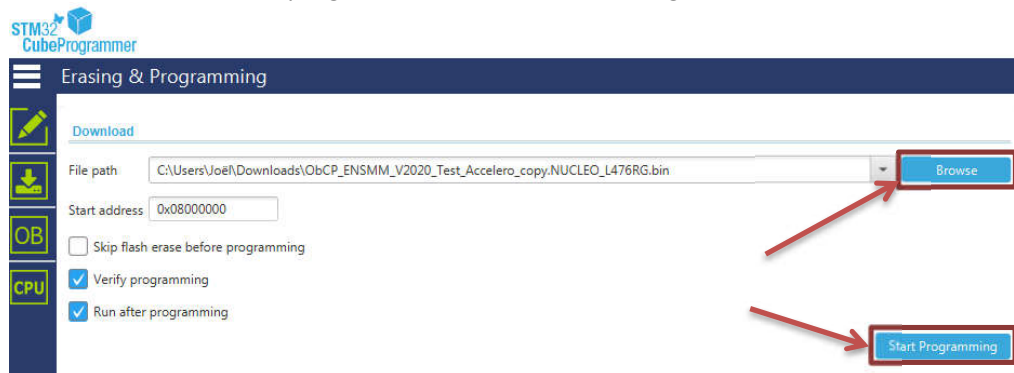 STM32
CubeProgrammer
Erasing & Programming
Download
File path C:\Users\Joël\Downloads\ObCP_ENSMM_V2020_Test_Accelero_copy.NUCLEO_L476RG.bin Browse
Start address 0x08000000
OB
Skip flash erase before programming
CPU
Verify programming
Run after programming
Start Programming